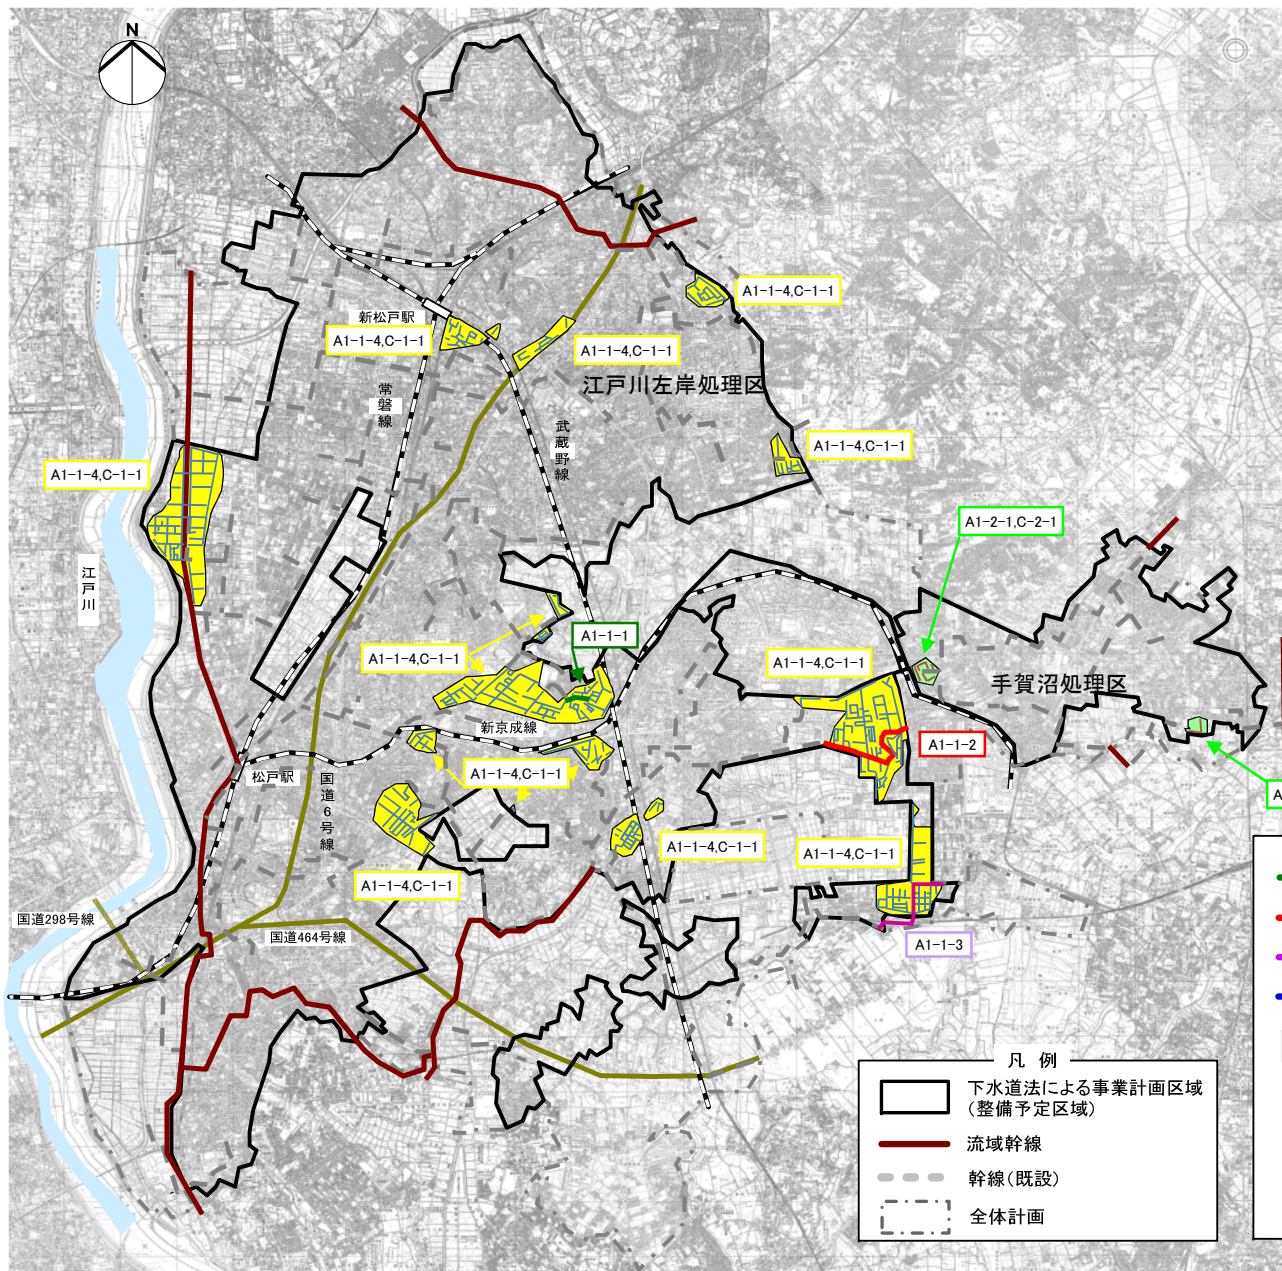 N
A1-1-4,C-1-1
新松戸駅
A1-1-4,C-1-1
A1-1-4,C-1-1
江戸川左岸処理区
常磐線
武蔵野線
A1-1-4,C-1-1
A1-1-4,C-1-1
A1-2-1,C-2-1
江戸川
A1-1-1
A1-1-4,C-1-1
A1-1-4,C-1-1
手賀沼処理区
新京成線
A1-1-2
松戸駅
国道6号線
A1-1-4,C-1-1
A
A1-1-4,C-1-1
A1-1-4,C-1-1
A1-1-4,C-1-1
国道298号線
国道464号線
A1-1-3
凡 例
下水道法による事業計画区域
(整備予定区域)
流域幹線
幹線(既設)
全体計画